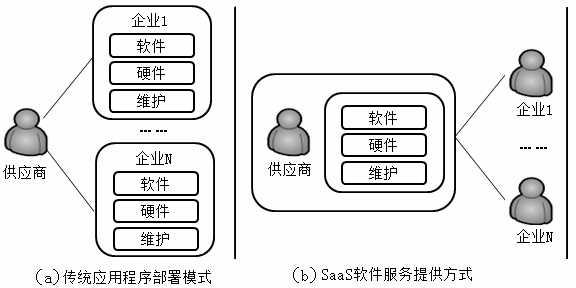 企业1
软件
硬件
维护
... ...
供应商
企业N
软件
硬件
维护
(a)传统应用程序部署模式
供应商
软件
硬件
维护
企业1
... ...
企业N
(b)SaaS软件服务提供方式